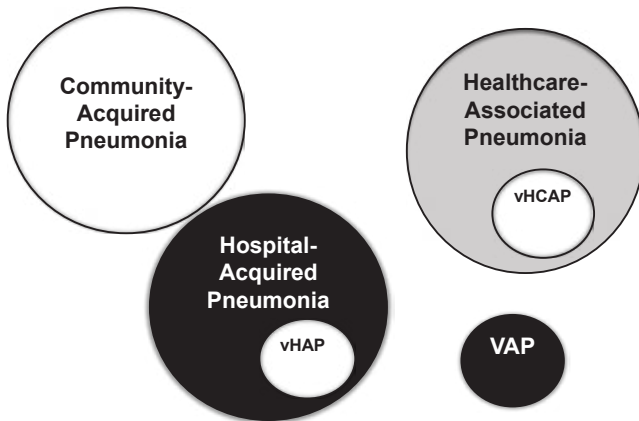 Community-
Acquired
Pneumonia
Healthcare-
Associated
Pneumonia
vHCAP
Hospital-
Acquired
Pneumonia
vHAP
VAP